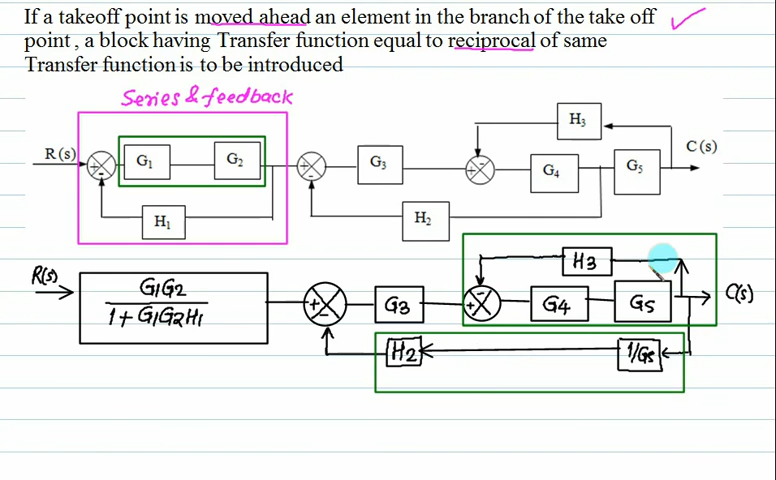 If a takeoff point is moved ahead an element in the branch of the take off
point , a block having Transfer function equal to reciprocal of same
Transfer function is to be introduced
Series & feedback
H3
R(s) + - G1 G2 + - G3 - + G4 G5 C(s)
H1 H2
H3
R(s) G1G2 / 1 + G1G2H1 + - G3 - + G4 G5 C(s)
H2 1/G5